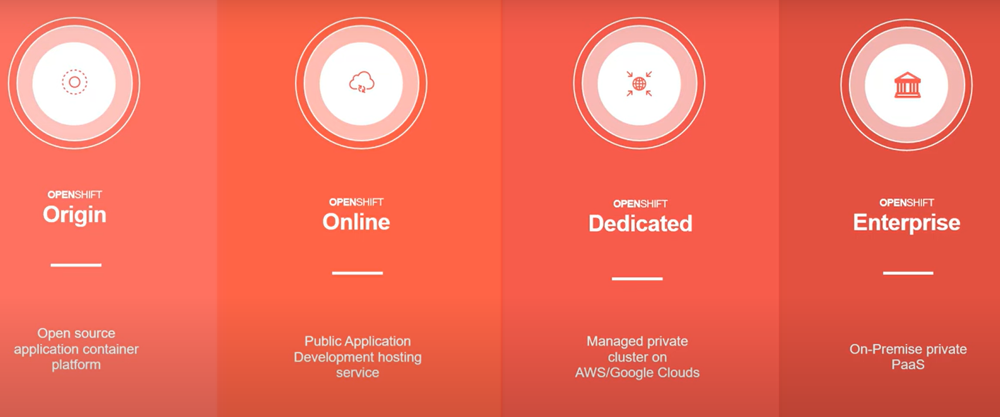 OPENSHIFT
Origin
Open source
application container
platform
OPENSHIFT
Online
Public Application
Development hosting
service
OPENSHIFT
Dedicated
Managed private
cluster on
AWS/Google Clouds
OPENSHIFT
Enterprise
On-Premise private
PaaS